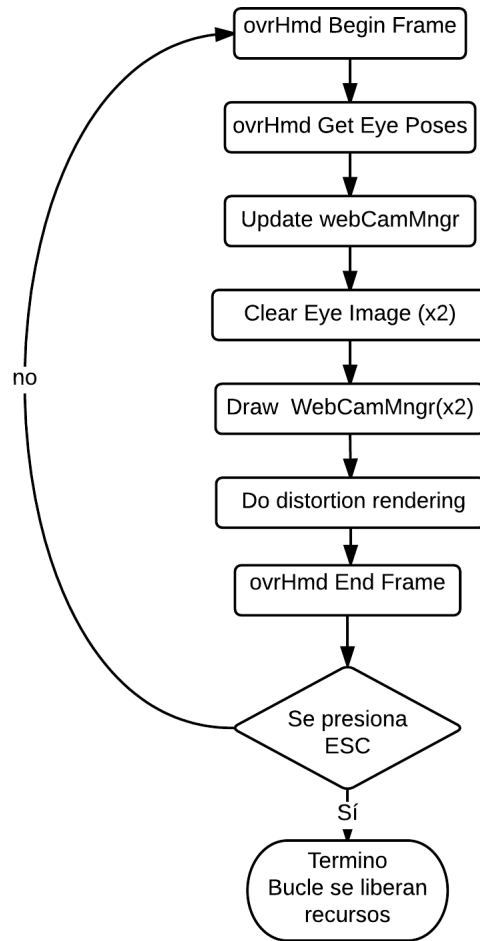 ovrHmd Begin Frame
ovrHmd Get Eye Poses
Update webCamMngr
Clear Eye Image (x2)
no
Draw  WebCamMngr(x2)
Do distortion rendering
ovrHmd End Frame
Se presiona
ESC
Sí
Termino
Bucle se liberan
recursos